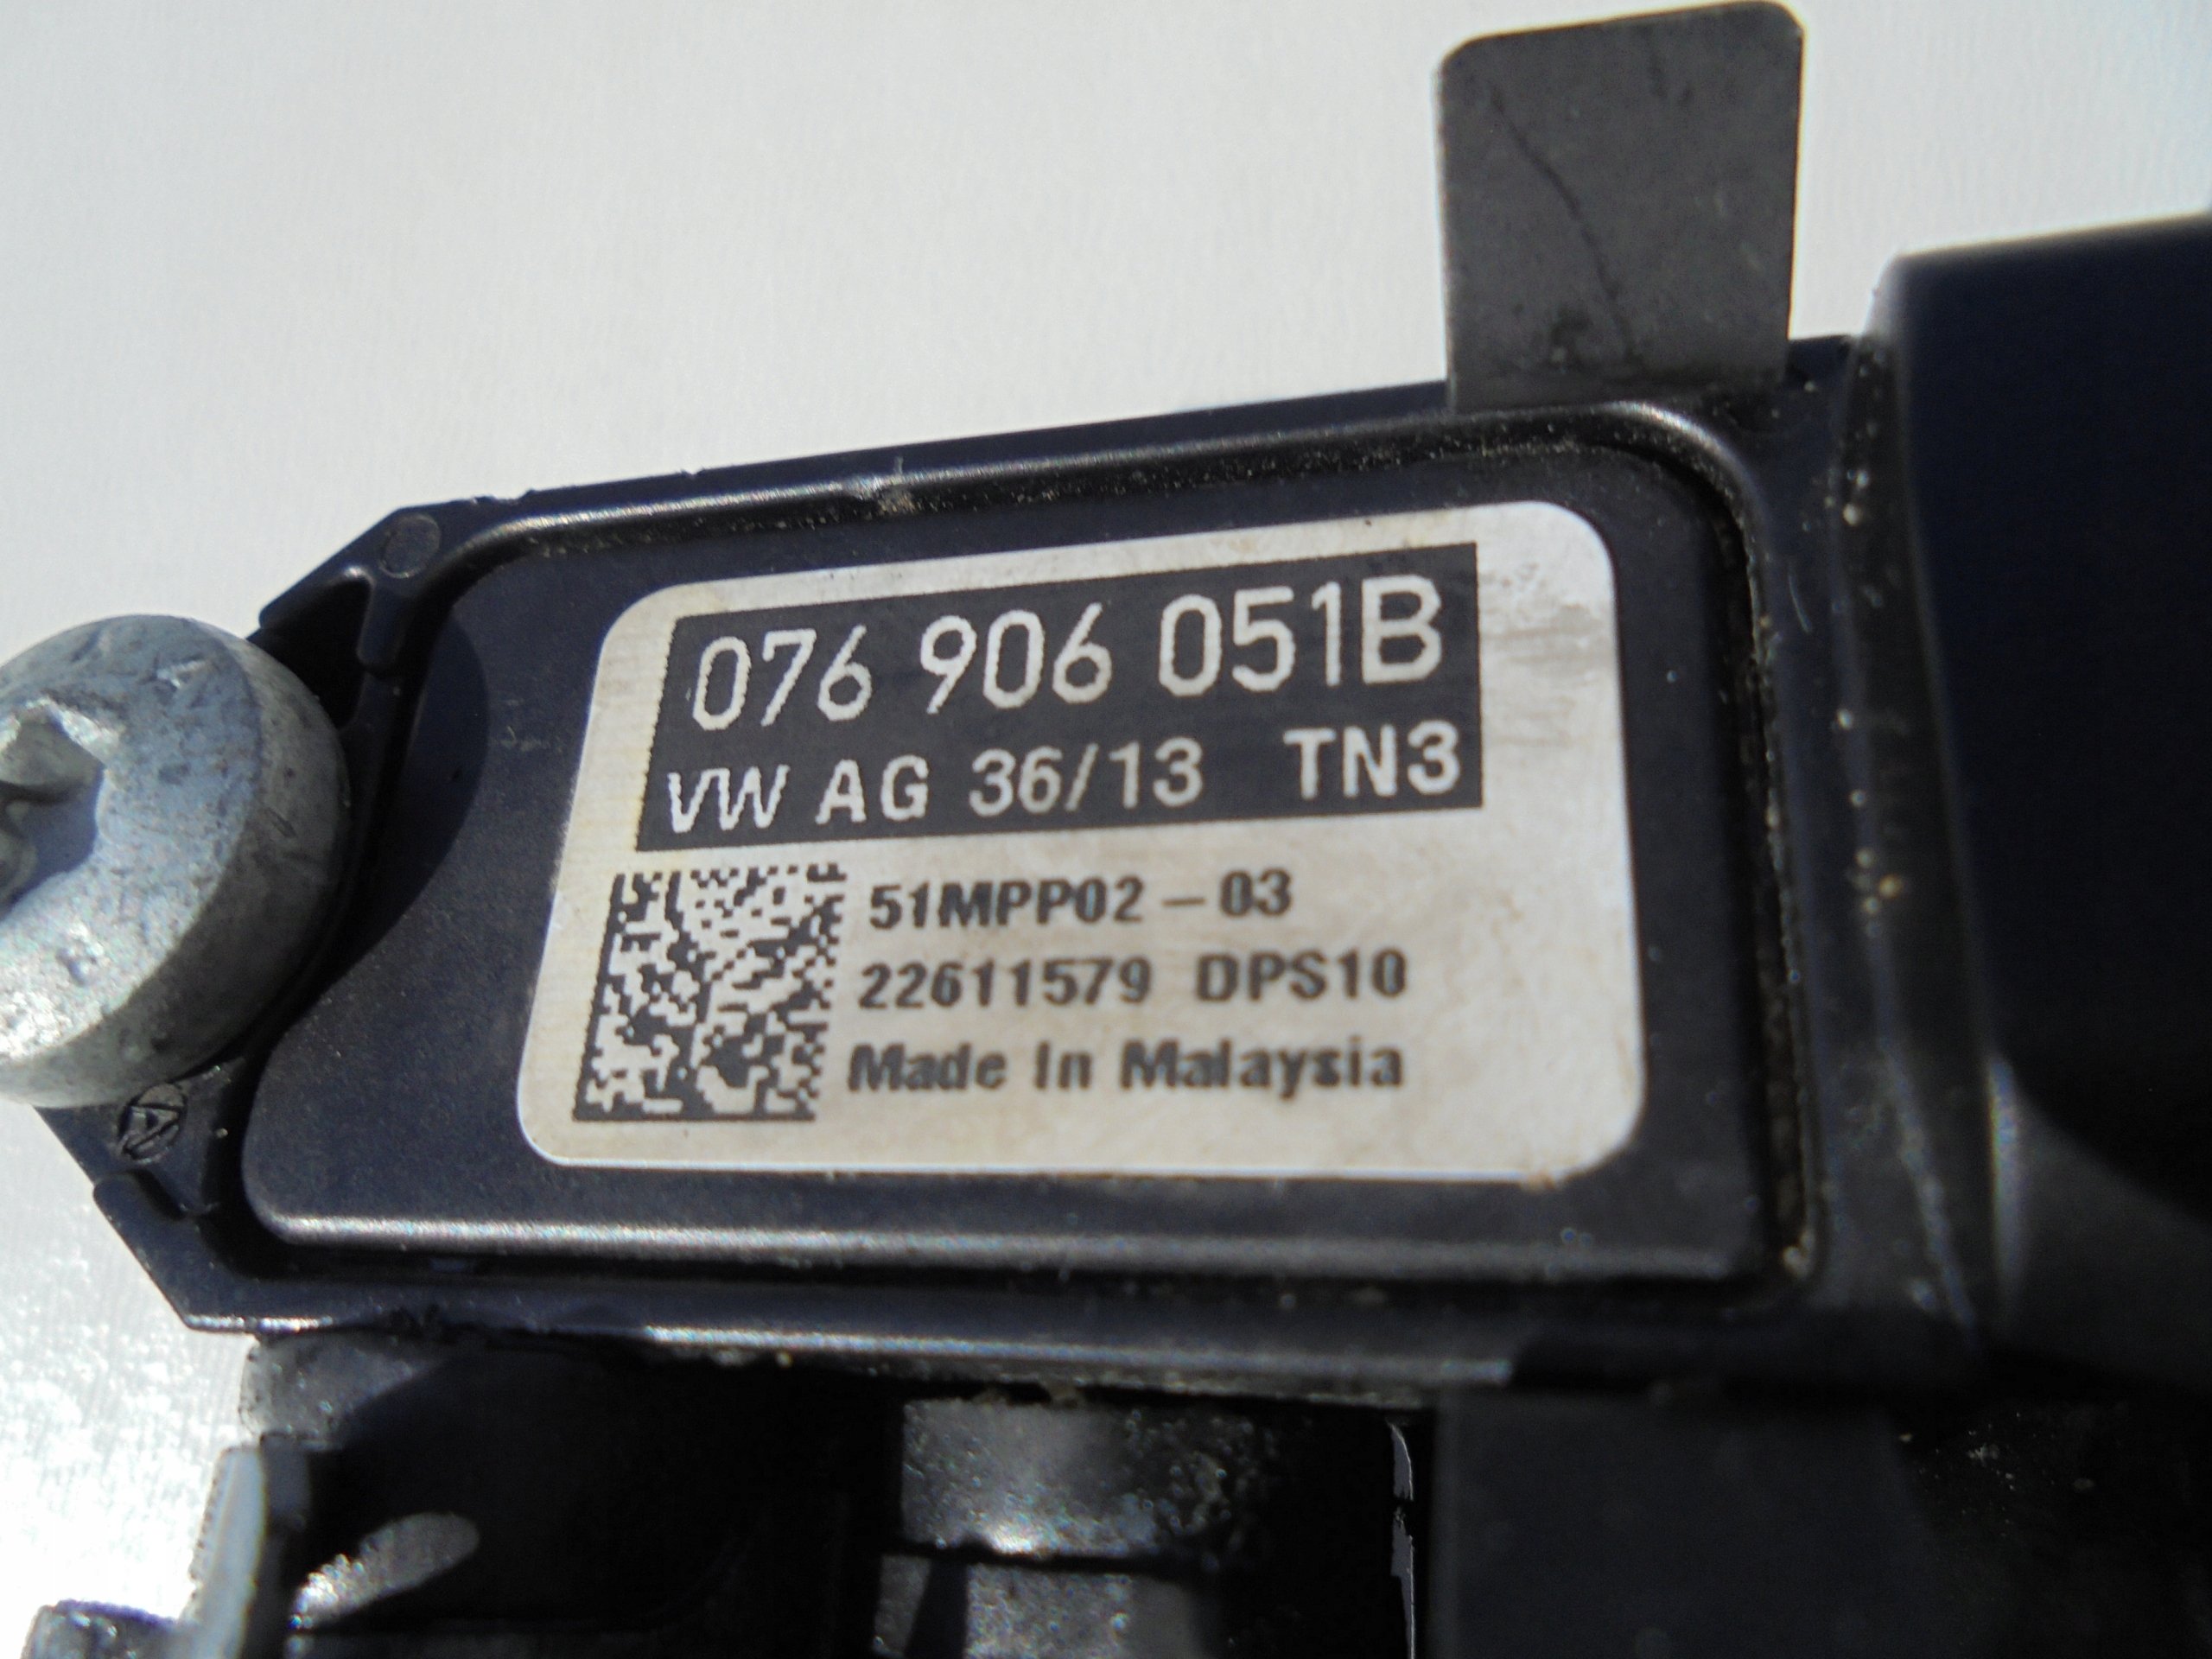 076 906 051B
VW AG 36/13 TN3
51MPP02-03
22611579 DPS10
Made In Malaysia